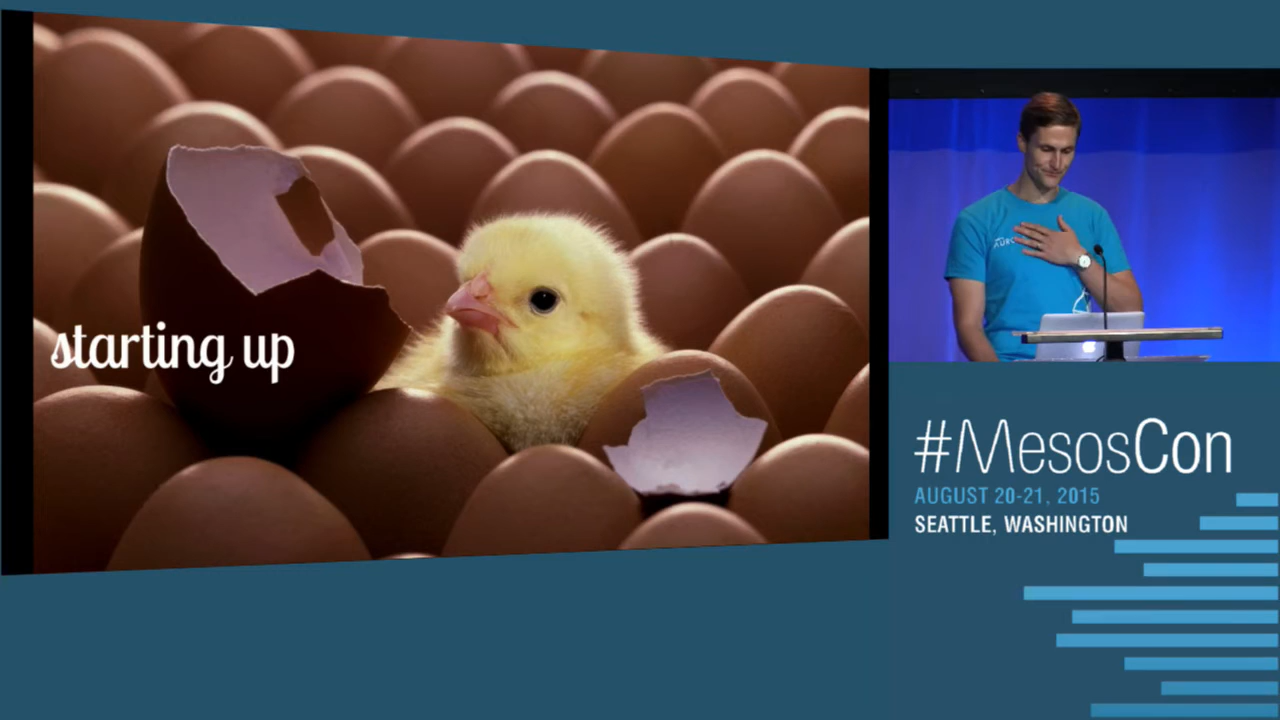 starting up
#MesosCon
AUGUST 20-21, 2015
SEATTLE, WASHINGTON